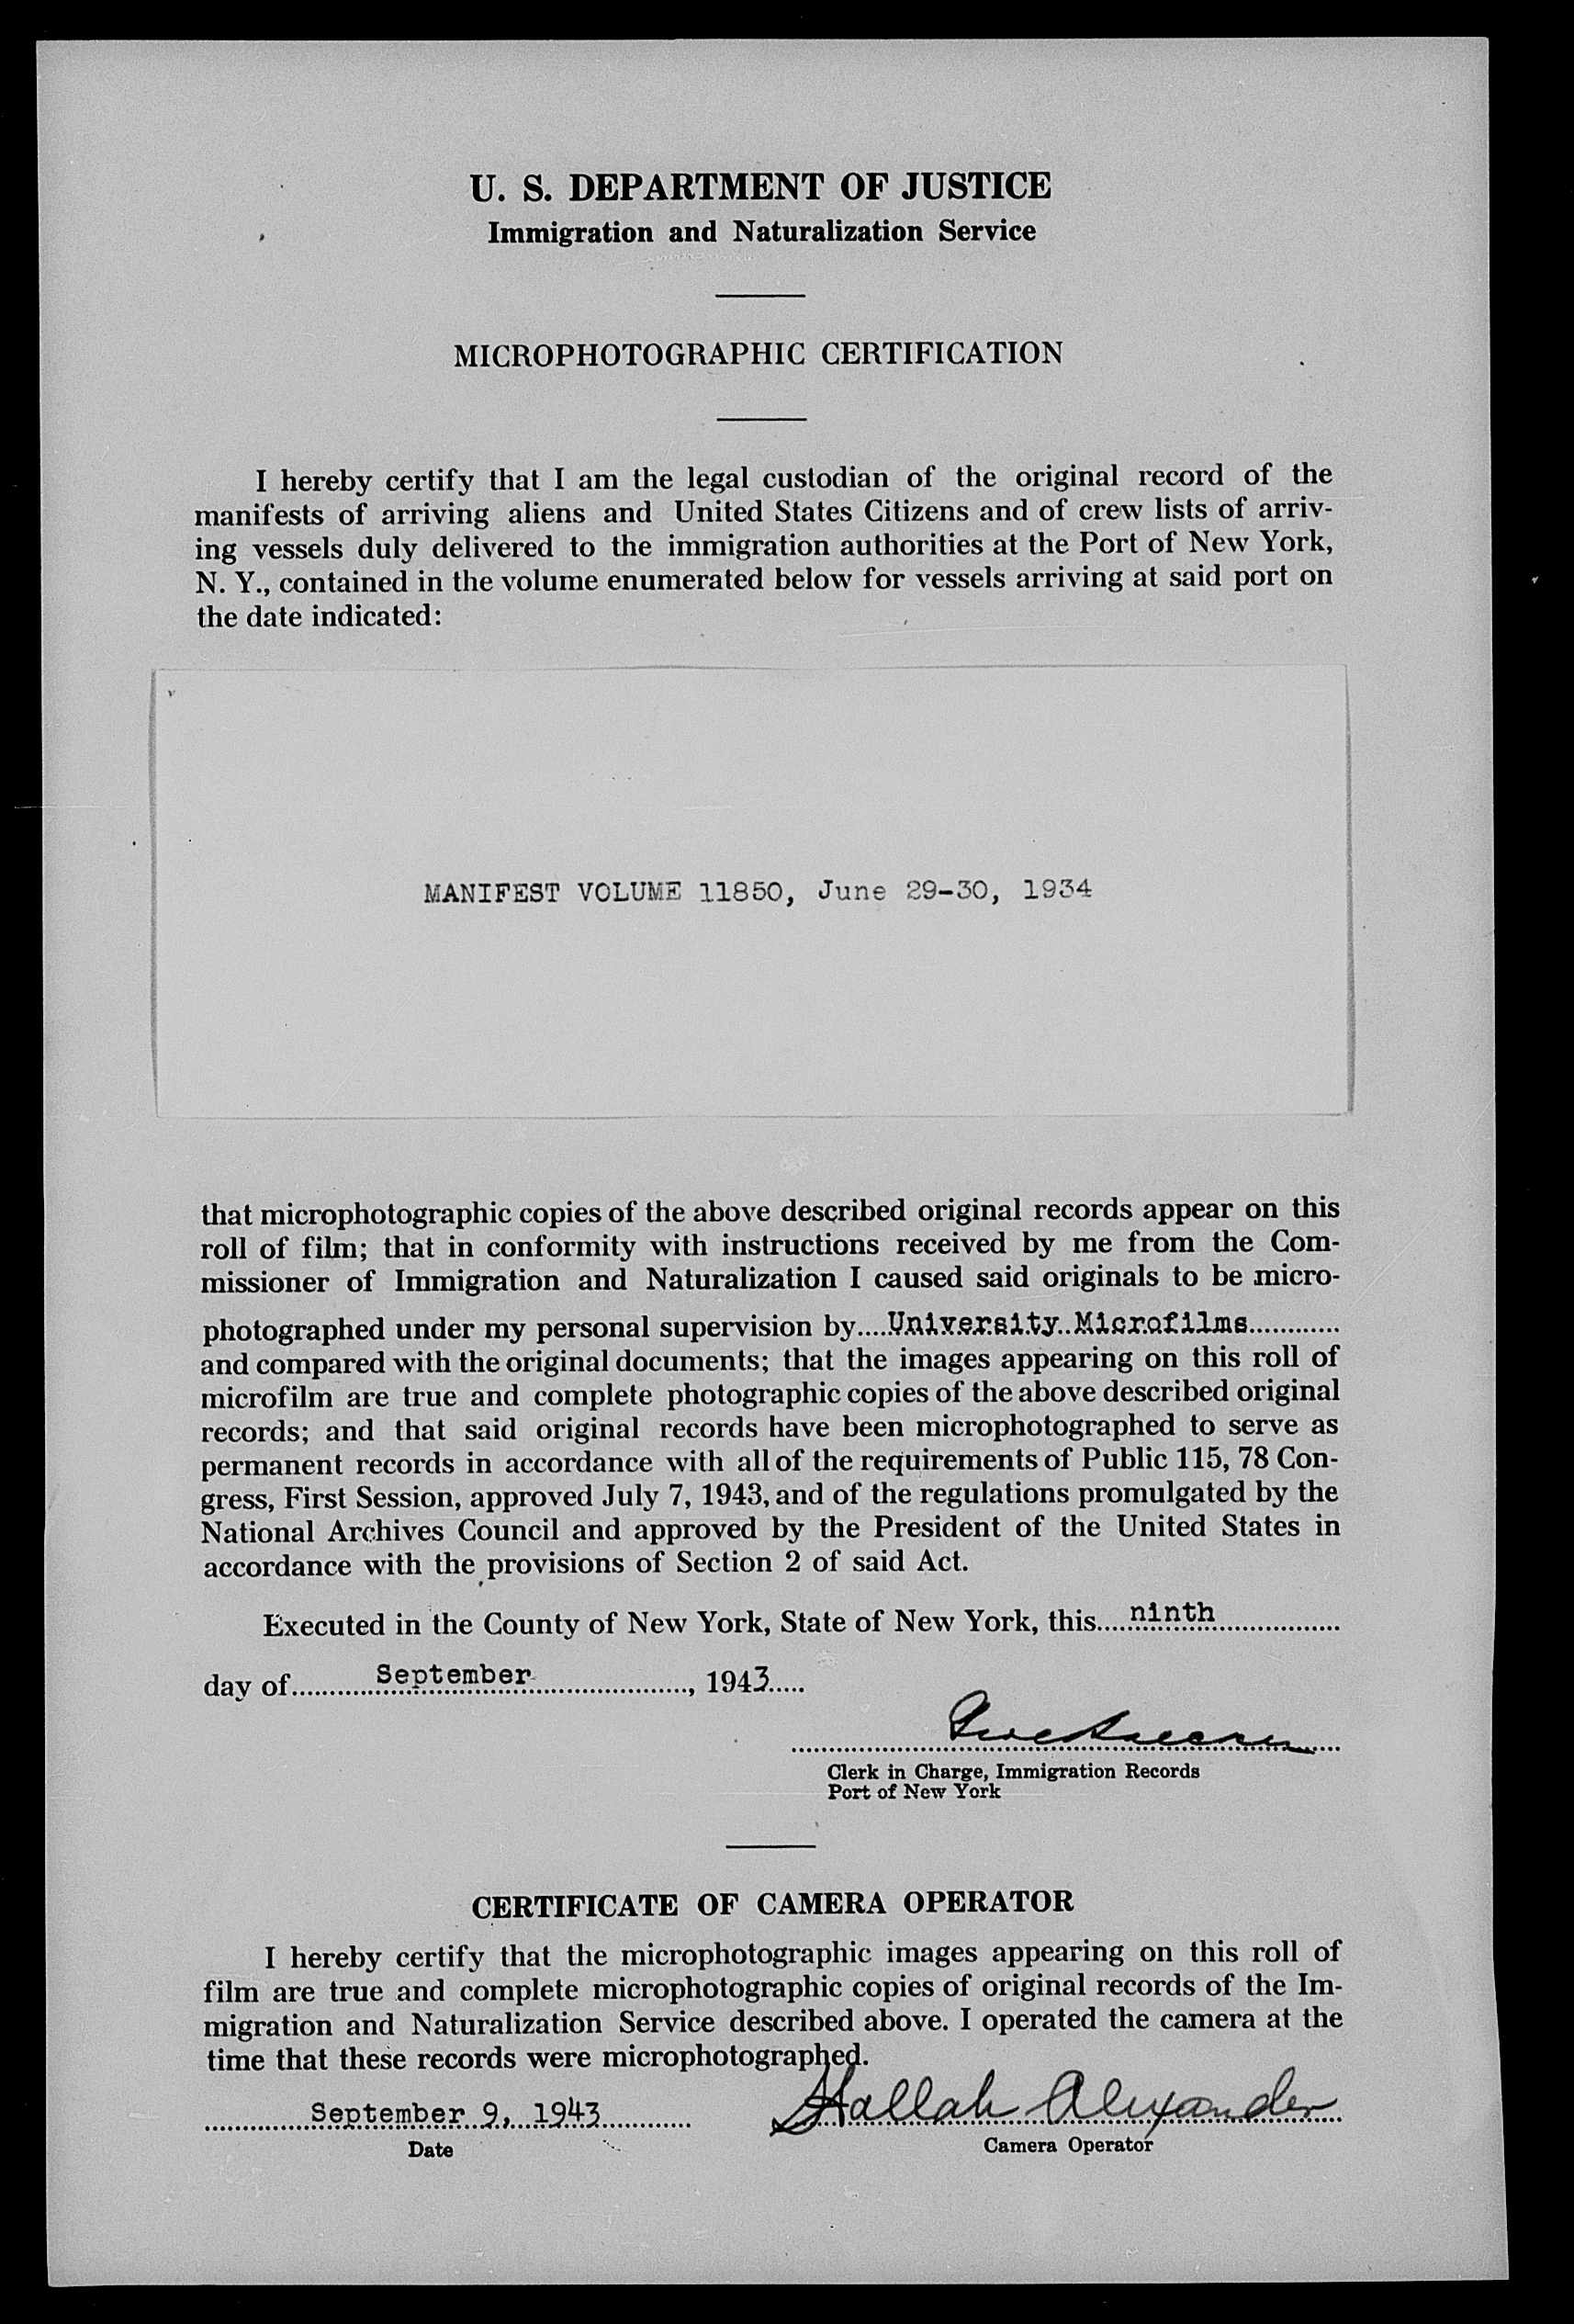 U. S. DEPARTMENT OF JUSTICE
Immigration and Naturalization Service
MICROPHOTOGRAPHIC CERTIFICATION
I hereby certify that I am the legal custodian of the original record of the
manifests of arriving aliens and United States Citizens and of crew lists of arriv-
ing vessels duly delivered to the immigration authorities at the Port of New York,
N. Y., contained in the volume enumerated below for vessels arriving at said port on
the date indicated:
MANIFEST VOLUME 11850, June 29-30, 1934
that microphotographic copies of the above described original records appear on this
roll of film; that in conformity with instructions received by me from the Com-
missioner of Immigration and Naturalization I caused said originals to be micro-
photographed under my personal supervision by....University Microfilms............
and compared with the original documents; that the images appearing on this roll of
microfilm are true and complete photographic copies of the above described original
records; and that said original records have been microphotographed to serve as
permanent records in accordance with all of the requirements of Public 115, 78 Con-
gress, First Session, approved July 7, 1943, and of the regulations promulgated by the
National Archives Council and approved by the President of the United States in
accordance with the provisions of Section 2 of said Act.
Executed in the County of New York, State of New York, this....ninth................
day of...........September...................., 1943.....
Clerk in Charge, Immigration Records
Port of New York
CERTIFICATE OF CAMERA OPERATOR
I hereby certify that the microphotographic images appearing on this roll of
film are true and complete microphotographic copies of original records of the Im-
migration and Naturalization Service described above. I operated the camera at the
time that these records were microphotographed.
.............September 9, 1943............ Hallah Alexander
Date Camera Operator